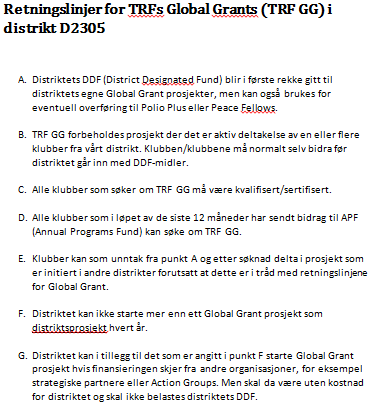 Retningslinjer for TRFs Global Grants (TRF GG) i
distrikt D2305
A. Distriktets DDF (District Designated Fund) blir i første rekke gitt til
distriktets egne Global Grant prosjekter, men kan også brukes for
eventuell overføring til Polio Plus eller Peace Fellows.
B. TRF GG forbeholdes prosjekt der det er aktiv deltakelse av en eller flere
klubber fra vårt distrikt. Klubben/klubbene må normalt selv bidra før
distriktet går inn med DDF-midler.
C. Alle klubber som søker om TRF GG må være kvalifisert/sertifisert.
D. Alle klubber som i løpet av de siste 12 måneder har sendt bidrag til APF
(Annual Programs Fund) kan søke om TRF GG.
E. Klubber kan som unntak fra punkt A og etter søknad delta i prosjekt som
er initiert i andre distrikter forutsatt at dette er i tråd med retningslinjene
for Global Grant.
F. Distriktet kan ikke starte mer enn ett Global Grant prosjekt som
distriktsprosjekt hvert år.
G. Distriktet kan i tillegg til det som er angitt i punkt F starte Global Grant
prosjekt hvis finansieringen skjer fra andre organisasjoner, for eksempel
strategiske partnere eller Action Groups. Men skal da være uten kostnad
for distriktet og skal ikke belastes distriktets DDF.